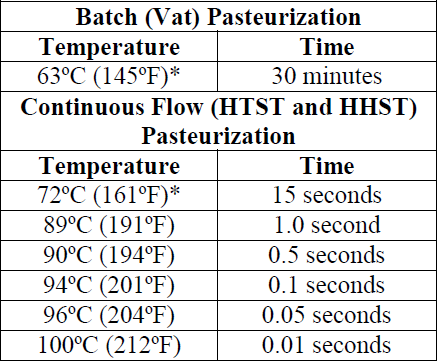 Batch (Vat) Pasteurization
Temperature Time
63ºC (145ºF)* 30 minutes
Continuous Flow (HTST and HHST)
Pasteurization
Temperature Time
72ºC (161ºF)* 15 seconds
89ºC (191ºF) 1.0 second
90ºC (194ºF) 0.5 seconds
94ºC (201ºF) 0.1 seconds
96ºC (204ºF) 0.05 seconds
100ºC (212ºF) 0.01 seconds